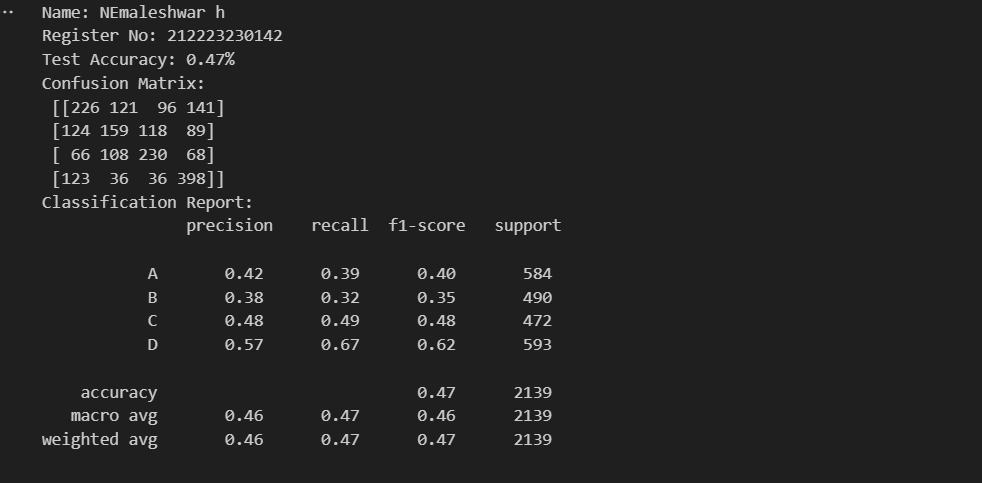 Name: NEmaleshwar h
Register No: 212223230142
Test Accuracy: 0.47%
Confusion Matrix:
[[226 121  96 141]
[124 159 118  89]
[ 66 108 230  68]
[123  36  36 398]]
Classification Report:
precision recall f1-score support
A 0.42 0.39 0.40 584
B 0.38 0.32 0.35 490
C 0.48 0.49 0.48 472
D 0.57 0.67 0.62 593
accuracy 0.47 2139
macro avg 0.46 0.47 0.46 2139
weighted avg 0.46 0.47 0.47 2139